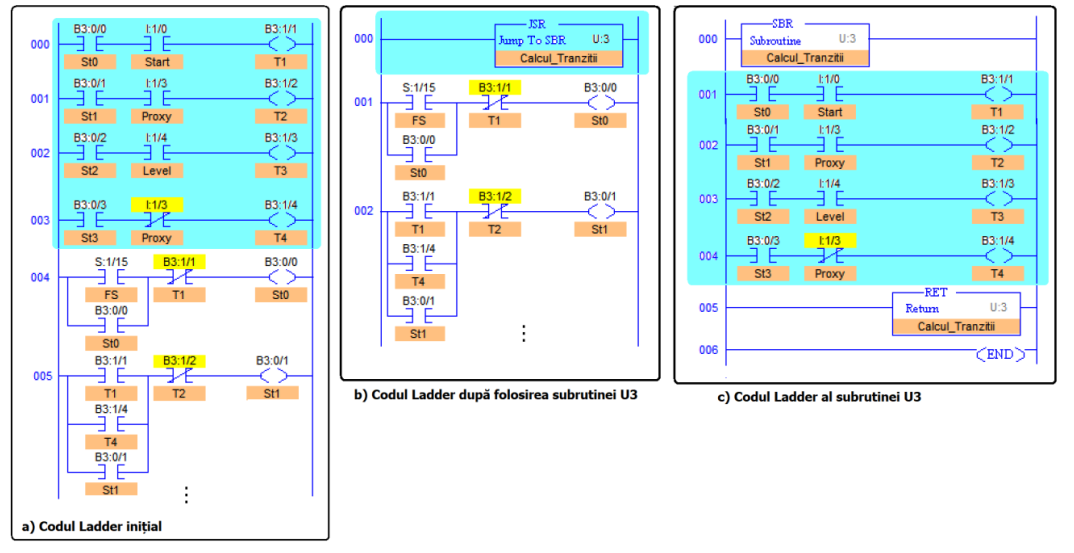 B3:0/0 I:1/0 B3:1/1
000
St0 Start T1
B3:0/1 I:1/3 B3:1/2
001
St1 Proxy T2
B3:0/2 I:1/4 B3:1/3
002
St2 Level T3
B3:0/3 I:1/3 B3:1/4
003
St3 Proxy T4
S:1/15 B3:1/1 B3:0/0
004
FS T1 St0
B3:0/0
St0
B3:1/1 B3:1/2 B3:0/1
005
T1 T2 St1
B3:1/4
T4
B3:0/1
St1
a) Codul Ladder inițial
JSR
000
Jump To SBR U:3
Calcul_Tranzitii
S:1/15 B3:1/1 B3:0/0
001
FS T1 St0
B3:0/0
St0
B3:1/1 B3:1/2 B3:0/1
002
T1 T2 St1
B3:1/4
T4
B3:0/1
St1
b) Codul Ladder după folosirea subrutinei U3
SBR
000
Subroutine U:3
Calcul_Tranzitii
B3:0/0 I:1/0 B3:1/1
001
St0 Start T1
B3:0/1 I:1/3 B3:1/2
002
St1 Proxy T2
B3:0/2 I:1/4 B3:1/3
003
St2 Level T3
B3:0/3 I:1/3 B3:1/4
004
St3 Proxy T4
RET
005
Return U:3
Calcul_Tranzitii
006
END
c) Codul Ladder al subrutinei U3